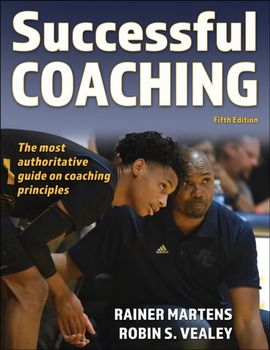 Successful
COACHING
Fifth Edition
The most
authoritative
guide on coaching
principles
RAINER MARTENS
ROBIN S. VEALEY